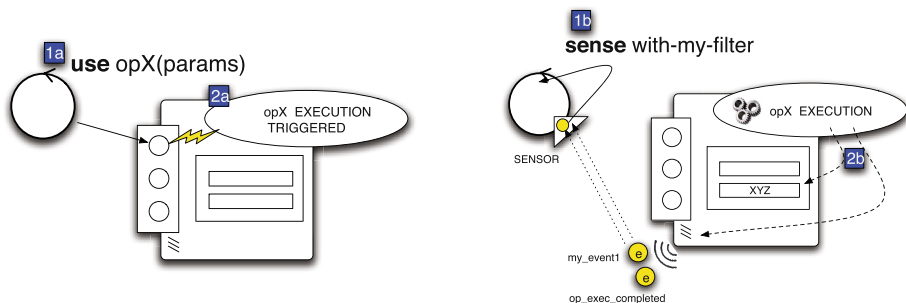 1a
use opX(params)
2a
opX EXECUTION
TRIGGERED
1b
sense with-my-filter
opX EXECUTION
SENSOR
2b
XYZ
my_event1
e
e
op_exec_completed